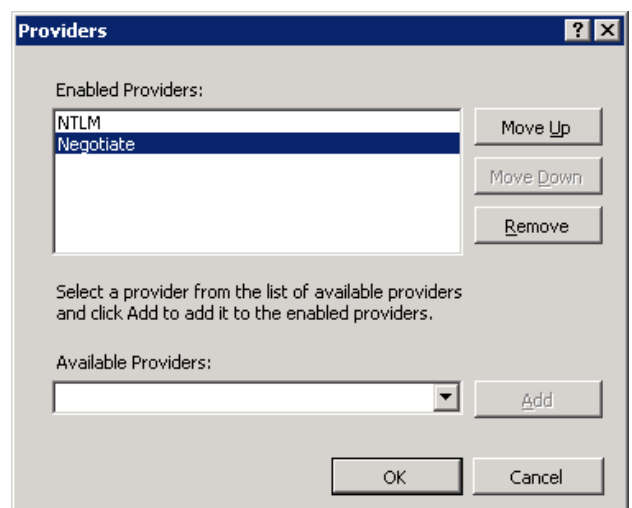 Providers
Enabled Providers:
NTLM
Negotiate
Move Up
Move Down
Remove
Select a provider from the list of available providers
and click Add to add it to the enabled providers.
Available Providers:
Add
OK
Cancel